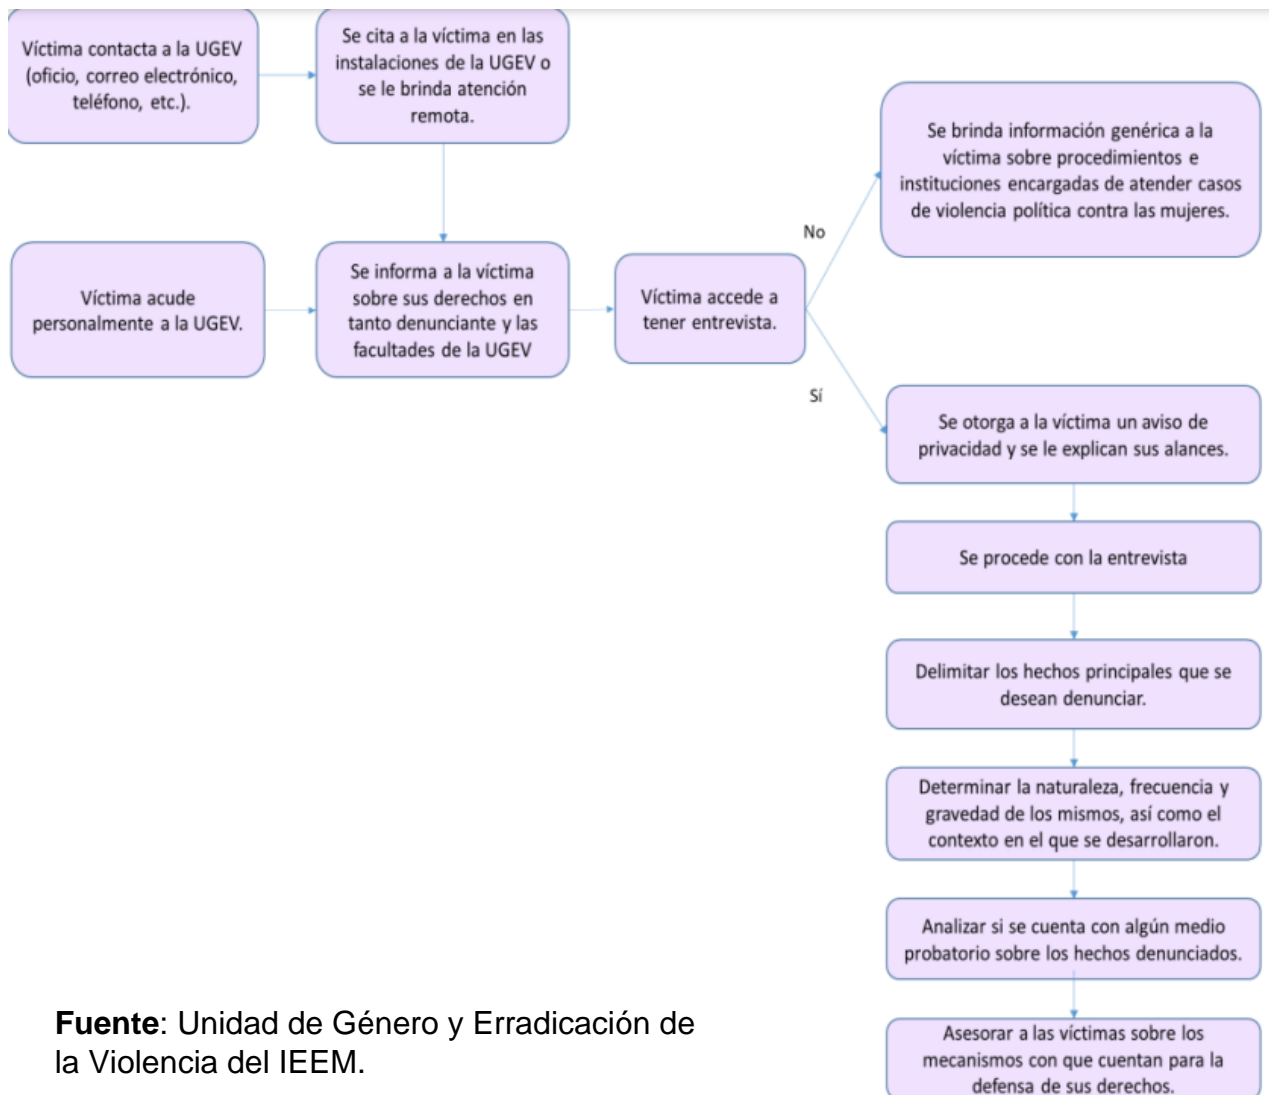 Víctima contacta a la UGEV
(oficio, correo electrónico,
teléfono, etc.).
Se cita a la víctima en las
instalaciones de la UGEV o
se le brinda atención
remota.
Víctima acude
personalmente a la UGEV.
Se informa a la víctima
sobre sus derechos en
tanto denunciante y las
facultades de la UGEV
Víctima accede a
tener entrevista.
No
Se brinda información genérica a la
víctima sobre procedimientos e
instituciones encargadas de atender casos
de violencia política contra las mujeres.
Sí
Se otorga a la víctima un aviso de
privacidad y se le explican sus alances.
Se procede con la entrevista
Delimitar los hechos principales que se
desean denunciar.
Determinar la naturaleza, frecuencia y
gravedad de los mismos, así como el
contexto en el que se desarrollaron.
Analizar si se cuenta con algún medio
probatorio sobre los hechos denunciados.
Asesorar a las víctimas sobre los
mecanismos con que cuentan para la
defensa de sus derechos.
Fuente: Unidad de Género y Erradicación de
la Violencia del IEEM.